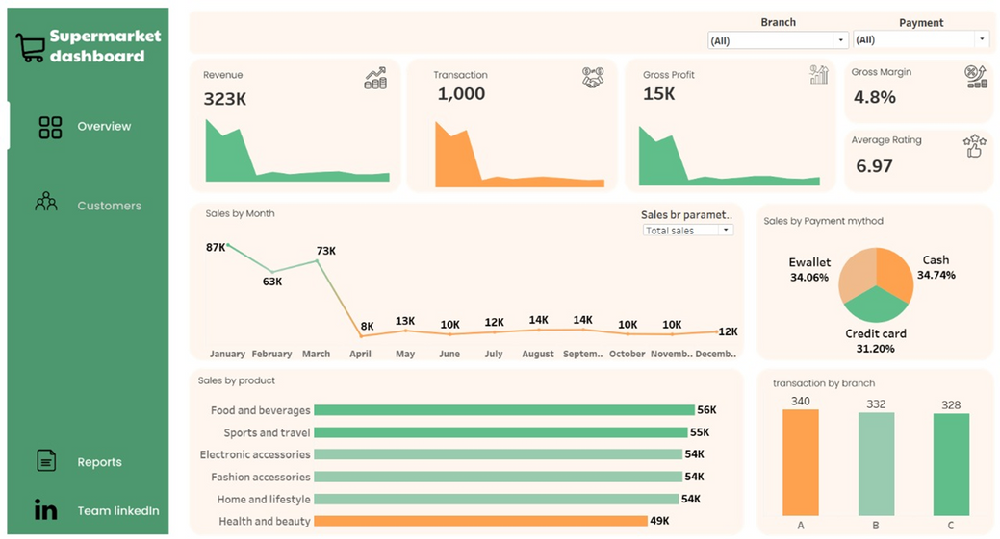 Supermarket
dashboard
Overview
Customers
Reports
in Team linkedIn
Branch
(All)
Payment
(All)
Revenue
323K
Transaction
1,000
Gross Profit
15K
Gross Margin
4.8%
Average Rating
6.97
Sales by Month
Sales br paramet..
Total sales
87K
63K
73K
8K
13K
10K
12K
14K
14K
10K
10K
12K
January February March April May June July August Septem.. October Novemb.. Decemb..
Sales by Payment mythod
Ewallet
34.06%
Cash
34.74%
Credit card
31.20%
Sales by product
Food and beverages 56K
Sports and travel 55K
Electronic accessories 54K
Fashion accessories 54K
Home and lifestyle 54K
Health and beauty 49K
transaction by branch
340 332 328
A B C